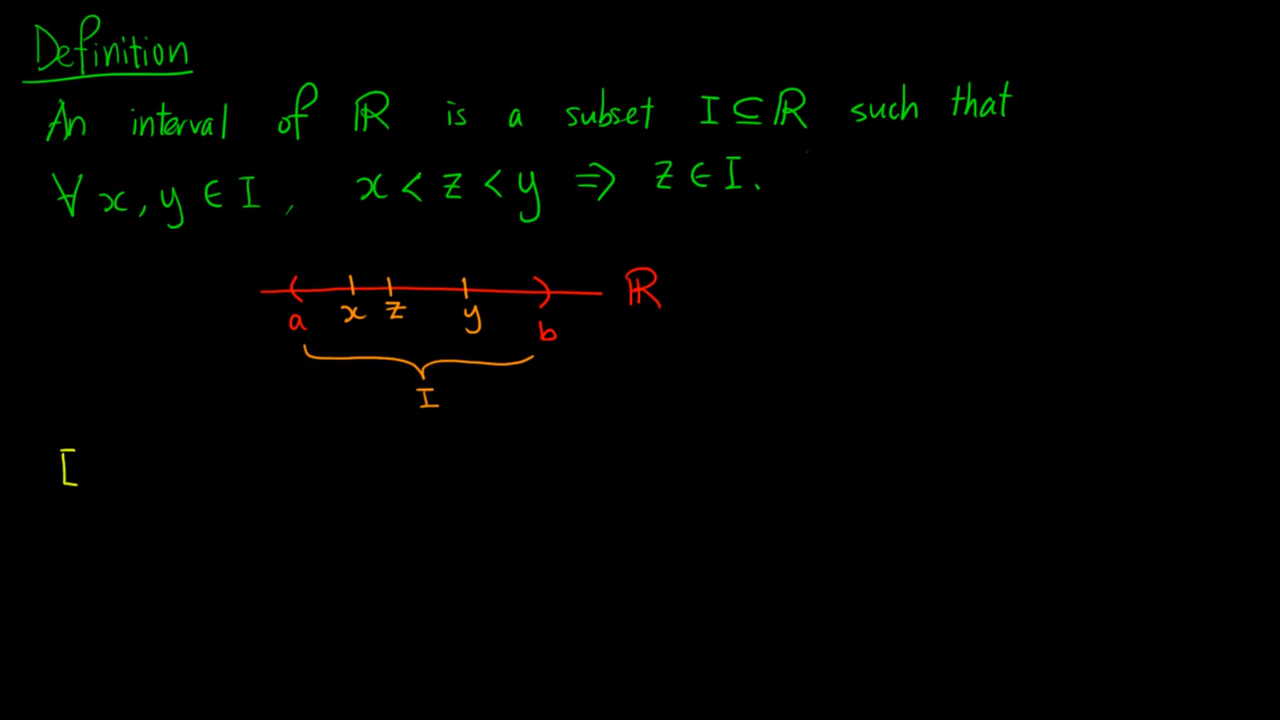 Definition
An interval of ℝ is a subset I ⊆ ℝ such that
∀ x, y ∈ I, x < z < y ⇒ z ∈ I.
( ) ℝ
a x z y b
I
[